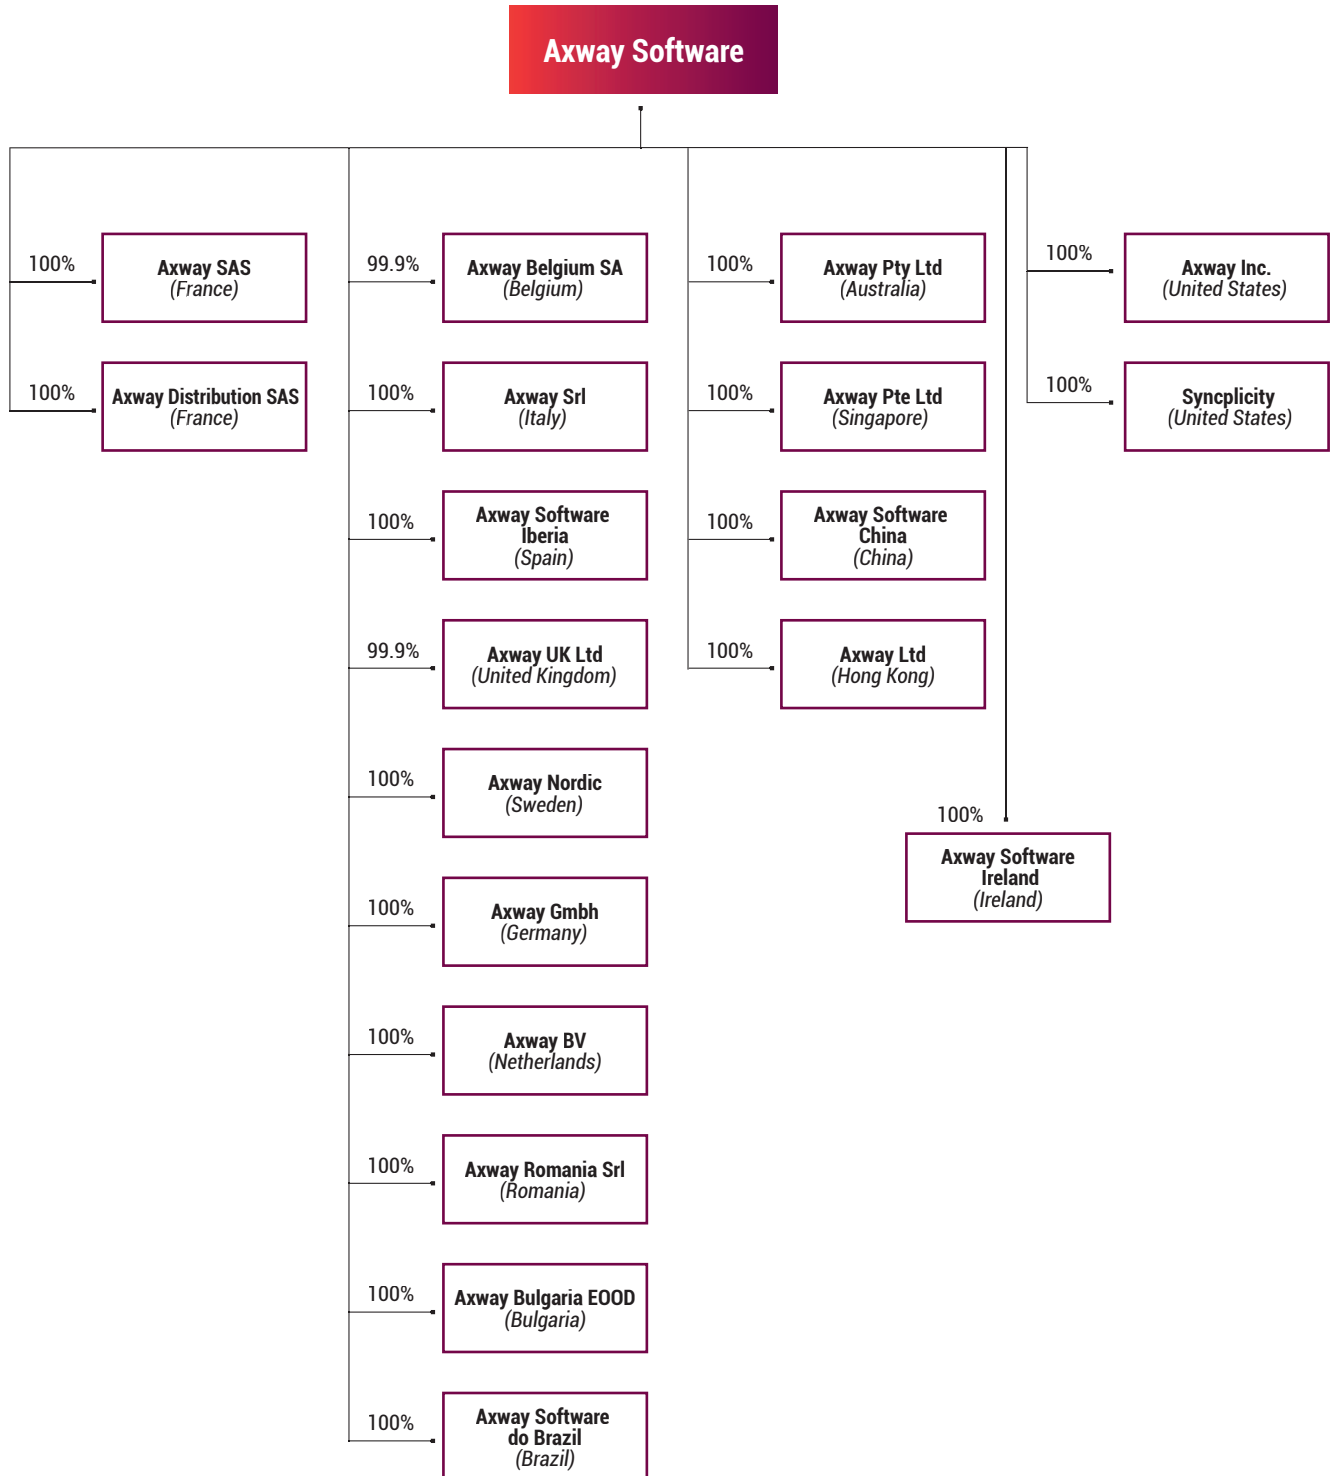 Axway Software
100%
Axway SAS
(France)
100%
Axway Distribution SAS
(France)
99.9%
Axway Belgium SA
(Belgium)
100%
Axway Srl
(Italy)
100%
Axway Software
Iberia
(Spain)
99.9%
Axway UK Ltd
(United Kingdom)
100%
Axway Nordic
(Sweden)
100%
Axway Gmbh
(Germany)
100%
Axway BV
(Netherlands)
100%
Axway Romania Srl
(Romania)
100%
Axway Bulgaria EOOD
(Bulgaria)
100%
Axway Software
do Brazil
(Brazil)
100%
Axway Pty Ltd
(Australia)
100%
Axway Pte Ltd
(Singapore)
100%
Axway Software
China
(China)
100%
Axway Ltd
(Hong Kong)
100%
Axway Software
Ireland
(Ireland)
100%
Axway Inc.
(United States)
100%
Syncplicity
(United States)